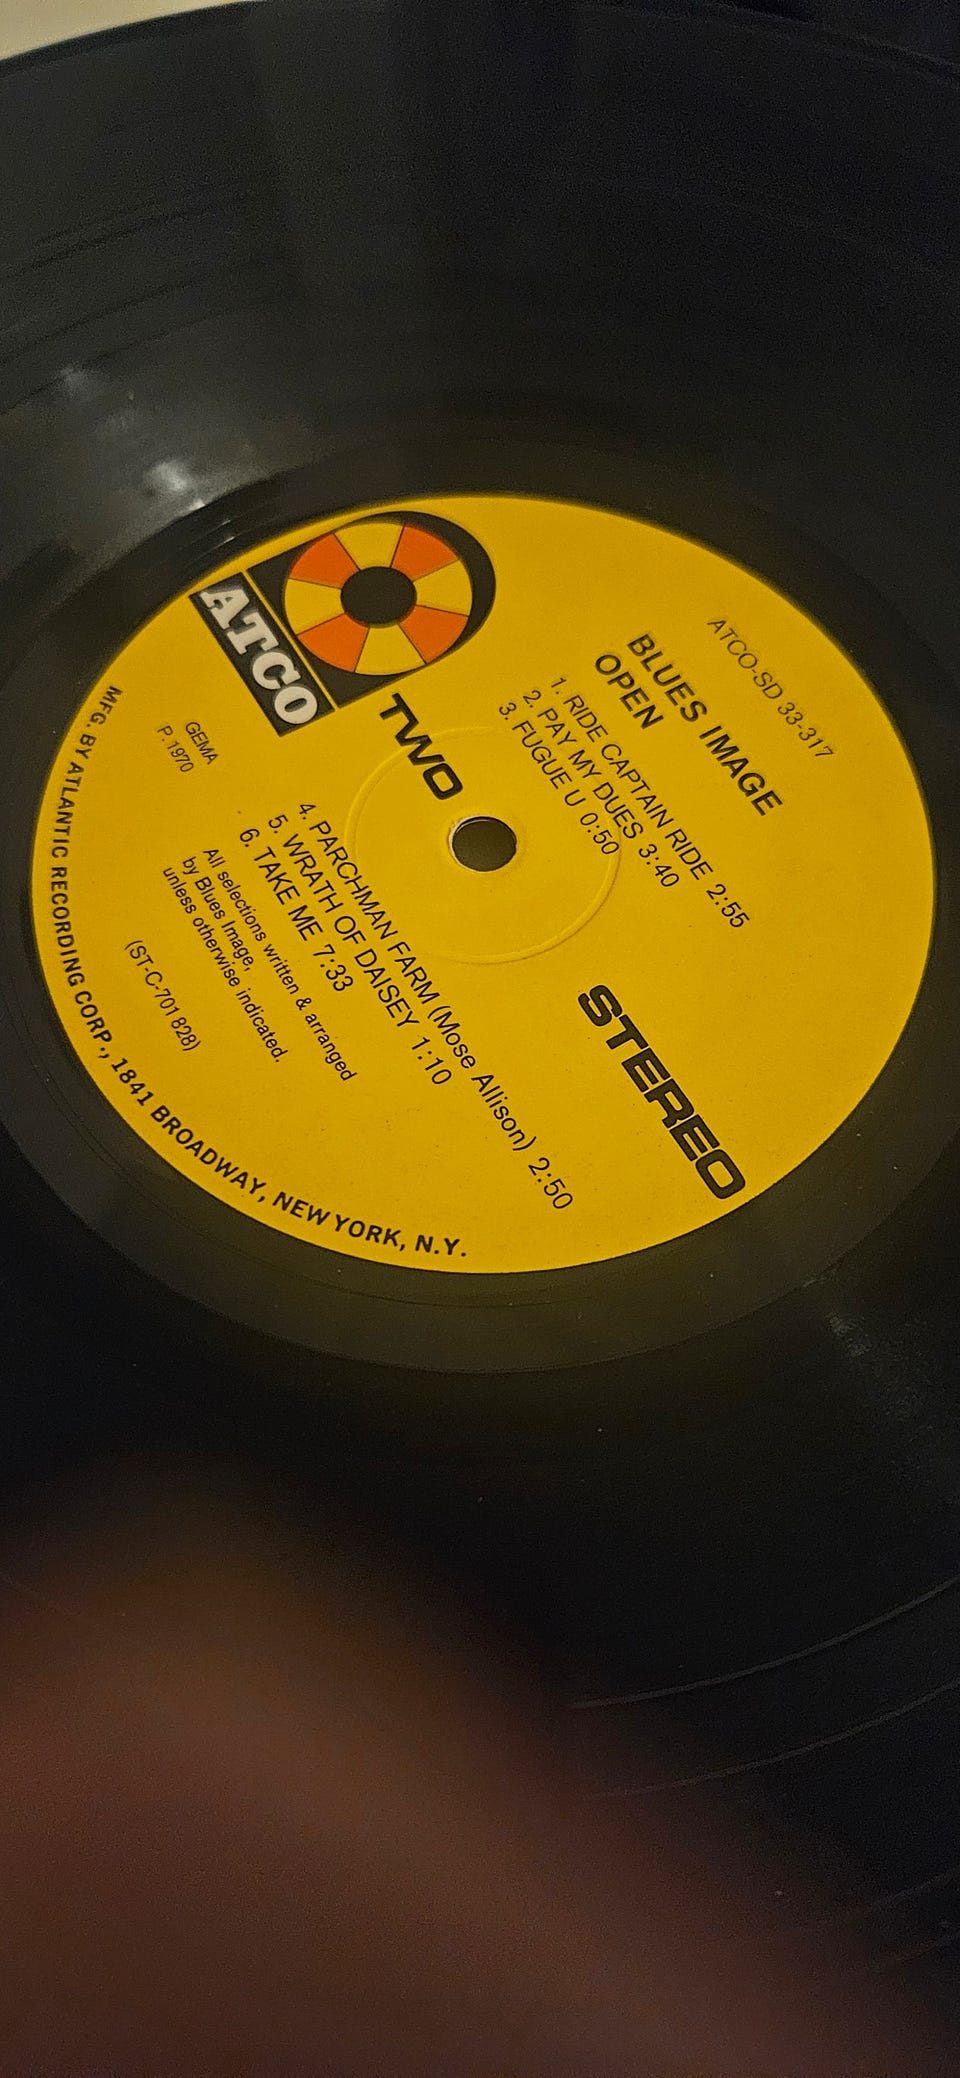 ATCO
TWO
STEREO
ATCO-SD 33-317
BLUES IMAGE
OPEN
1. RIDE CAPTAIN RIDE 2:55
2. PAY MY DUES 3:40
3. FUGUE U 0:50
4. PARCHMAN FARM (Mose Allison) 2:50
5. WRATH OF DAISEY 1:10
6. TAKE ME 7:33
All selections written & arranged
by Blues Image,
unless otherwise indicated.
(ST-C-701 828)
GEMA
P.1970
MFG. BY ATLANTIC RECORDING CORP., 1841 BROADWAY, NEW YORK, N.Y.